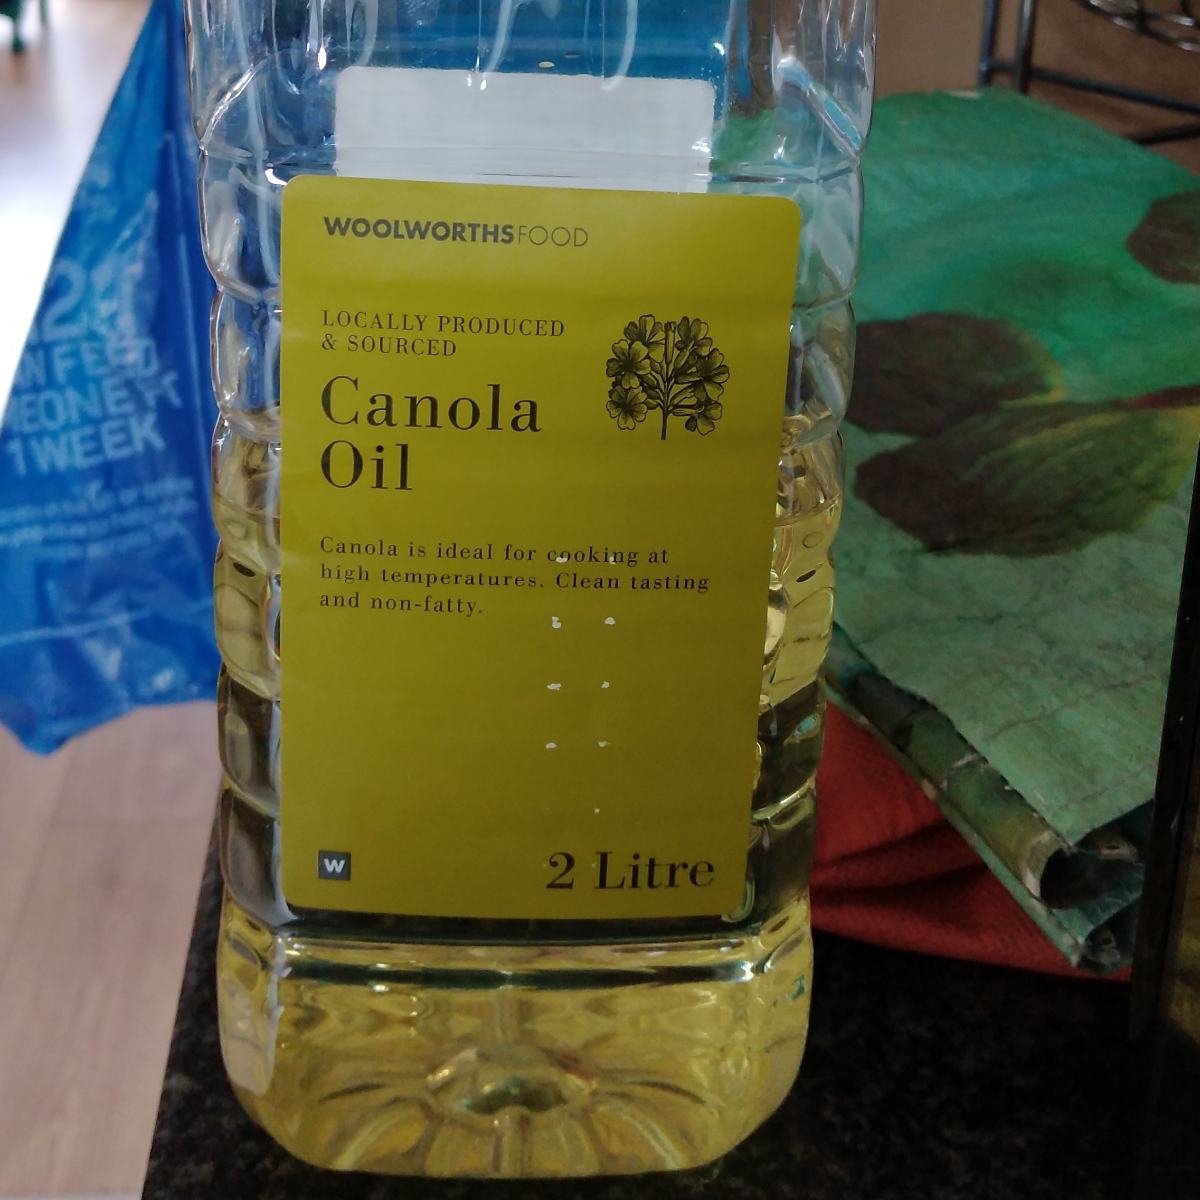 WOOLWORTHSFOOD
LOCALLY PRODUCED
& SOURCED
Canola
Oil
Canola is ideal for cooking at
high temperatures. Clean tasting
and non-fatty.
W
2 Litre
FEED
1 WEEK